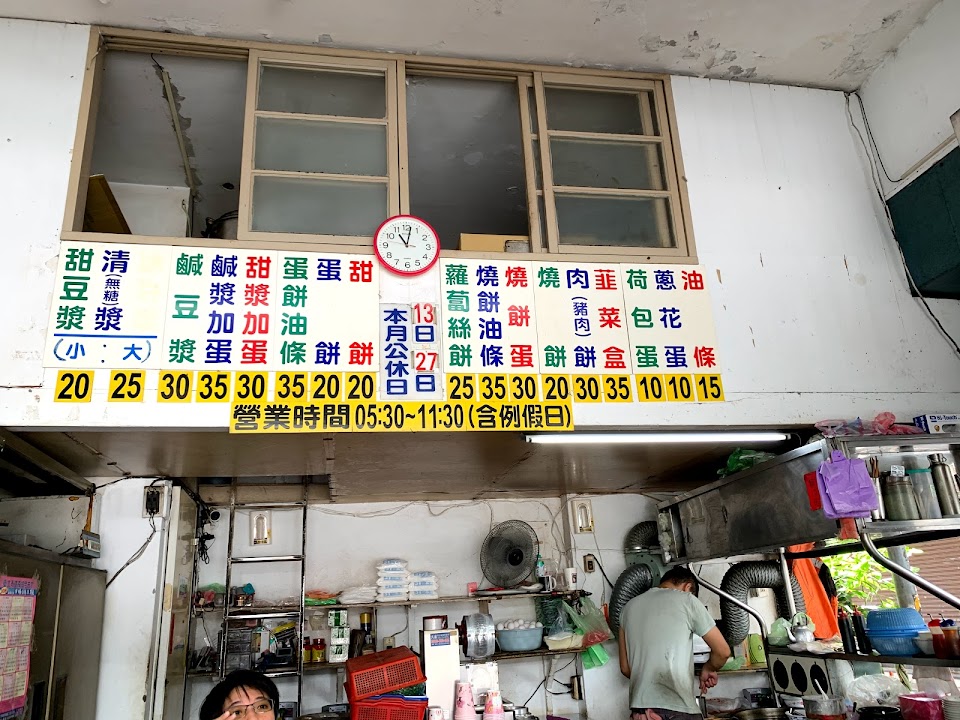 甜豆漿
清(無糖)漿
(小：大)
20 25
鹹豆漿
鹹漿加蛋
甜漿加蛋
蛋餅油條
蛋餅
甜餅
30 35 30 35 20 20
本月公休日
13日
27日
蘿蔔絲餅
燒餅油條
燒餅蛋
燒餅
肉(豬肉)餅
韮菜盒
荷包蛋
蔥花蛋
油條
25 35 30 20 30 35 10 10 15
營業時間 05:30~11:30 (含例假日)